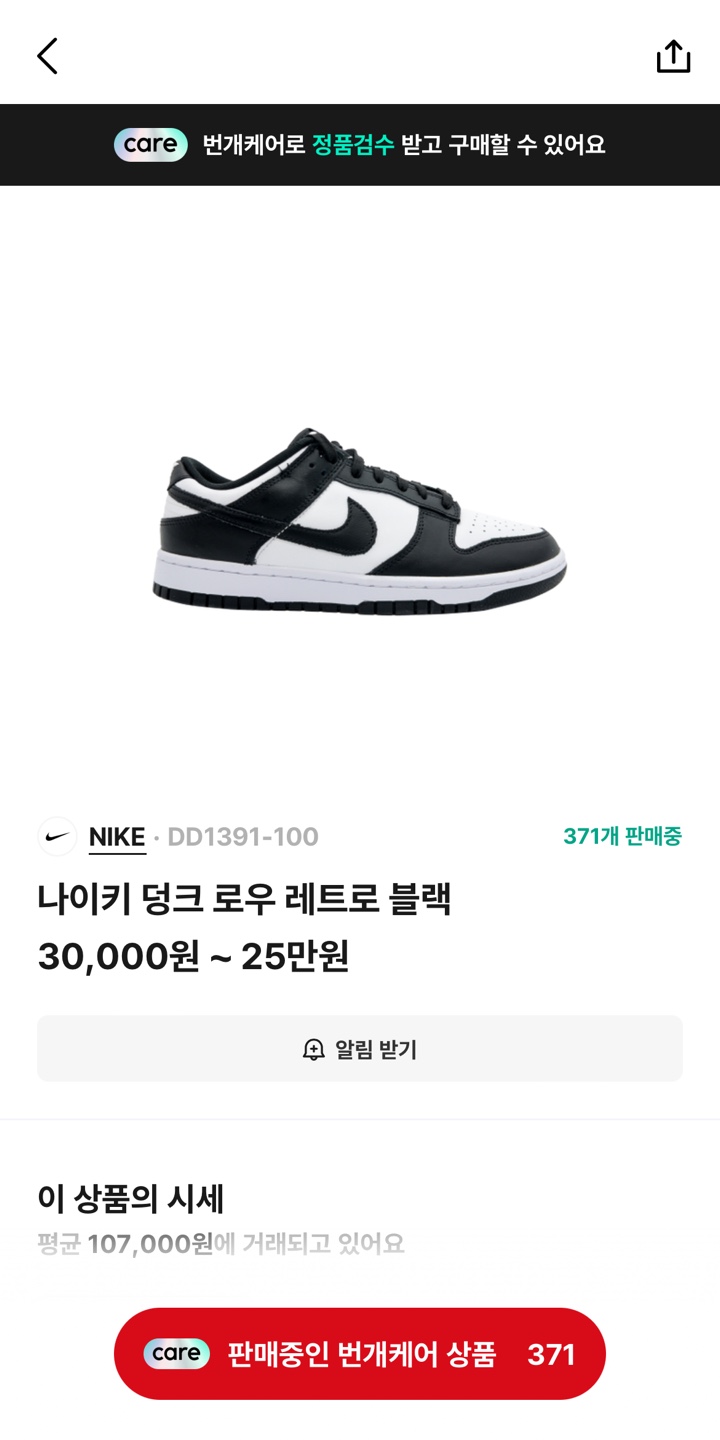 care 번개케어로 정품검수 받고 구매할 수 있어요
NIKE · DD1391-100 371개 판매중
나이키 덩크 로우 레트로 블랙
30,000원 ~ 25만원
알림 받기
이 상품의 시세
평균 107,000원에 거래되고 있어요
care 판매중인 번개케어 상품 371